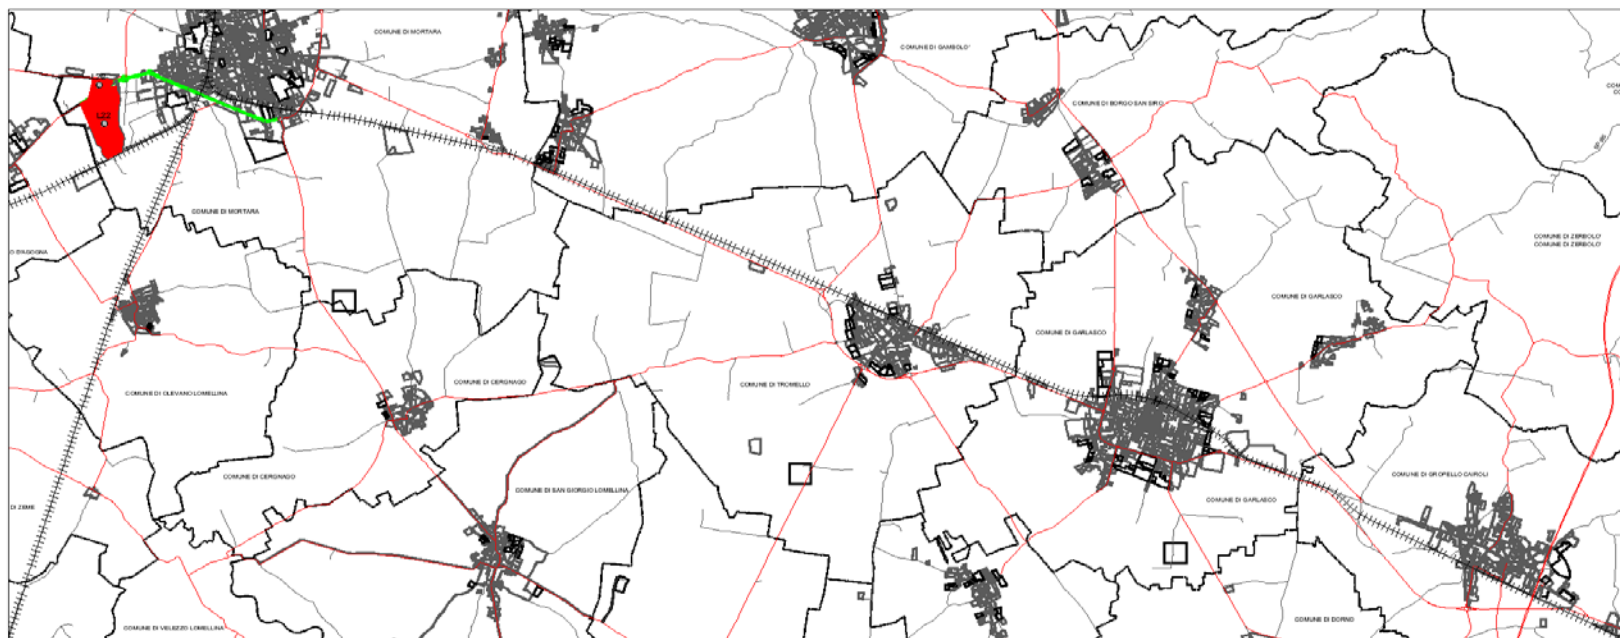 COMUNE DI MORTARA
COMUNE DI GAMBOLO'
COMUNE DI BORGO SAN SIRO
COMUNE DI MORTARA
COMUNE DI ZERBOLO'
COMUNE DI ZERBOLO'
O D'ROGNA
COMUNE DI GARLASCO
COMUNE DI GARLASCO
COMUNE DI CERGNAGO
COMUNE DI TROMELLO
COMUNE DI OLEVANO LOMELLINA
COMUNE DI CERGNAGO
COMUNE DI GROPELLO CAIROLI
COMUNE DI SAN GIORGIO LOMELLINA
COMUNE DI GARLASCO
DI ZEME
COMUNE DI DORNO
COMUNE DI VELEZZO LOMELLINA